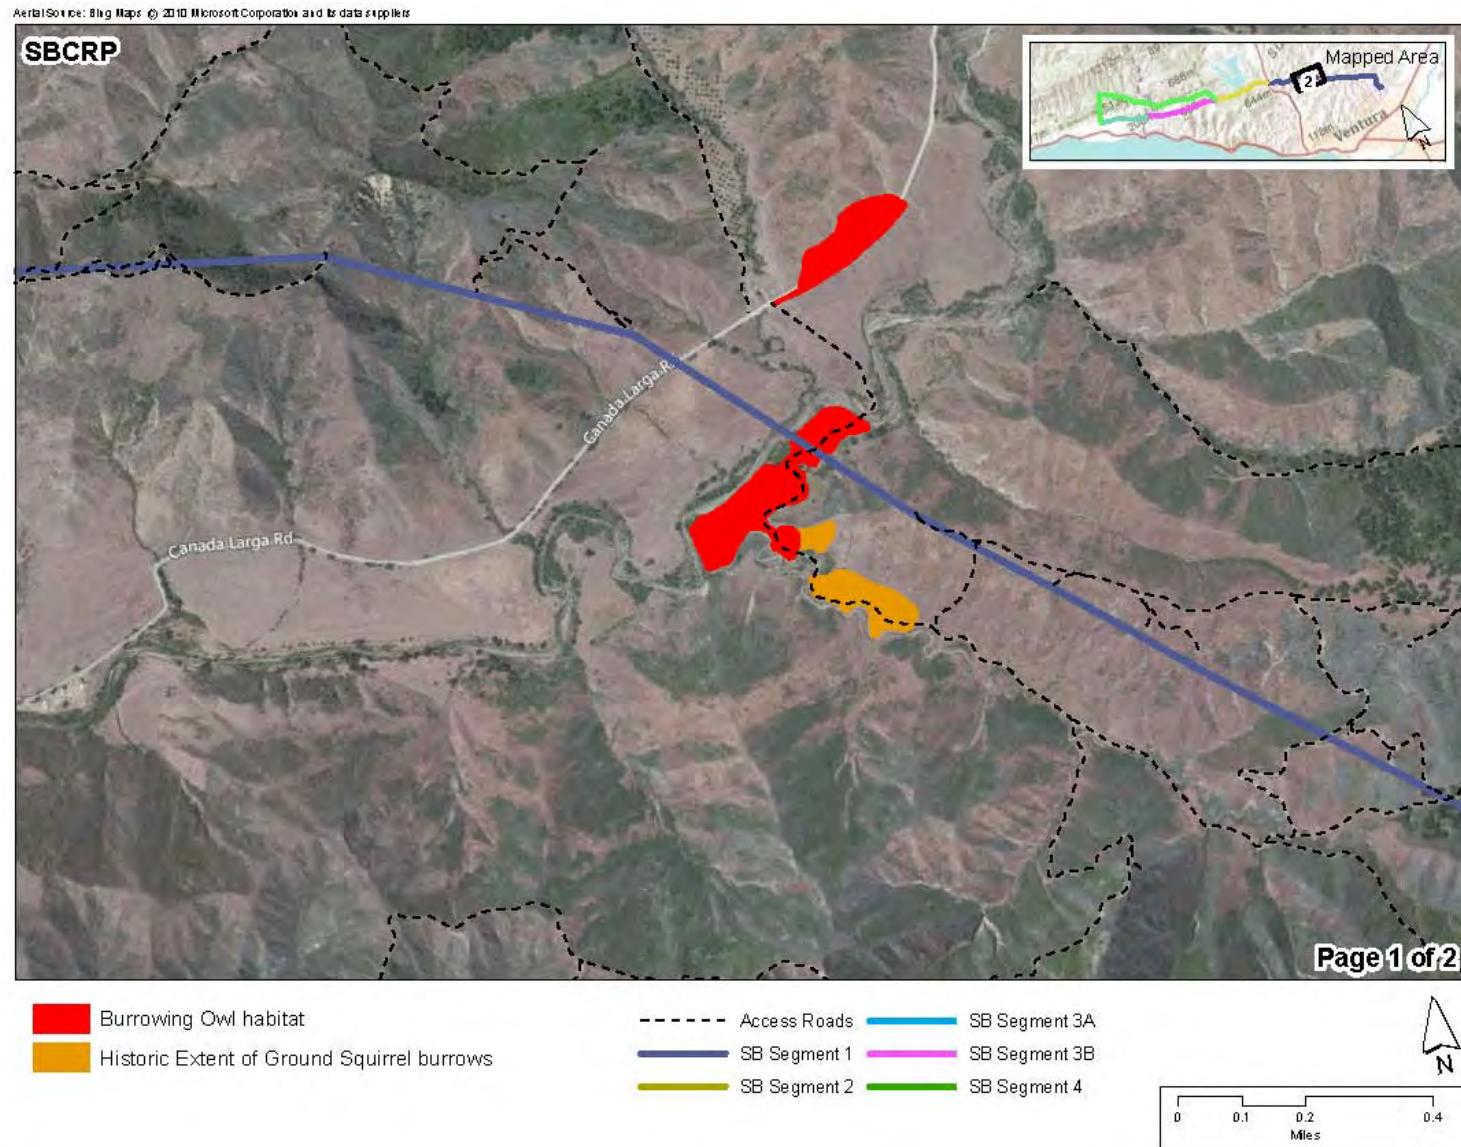 Aerial Source: Bing Maps © 2010 Microsoft Corporation and its data suppliers
SBCRP
Mapped Area
2
644m
118m
Ventura
N
Canada Larga Rd
Canada Larga Rd
Page 1 of 2
Burrowing Owl habitat
Historic Extent of Ground Squirrel burrows
Access Roads
SB Segment 1
SB Segment 2
SB Segment 3A
SB Segment 3B
SB Segment 4
N
0 0.1 0.2 0.4
Miles